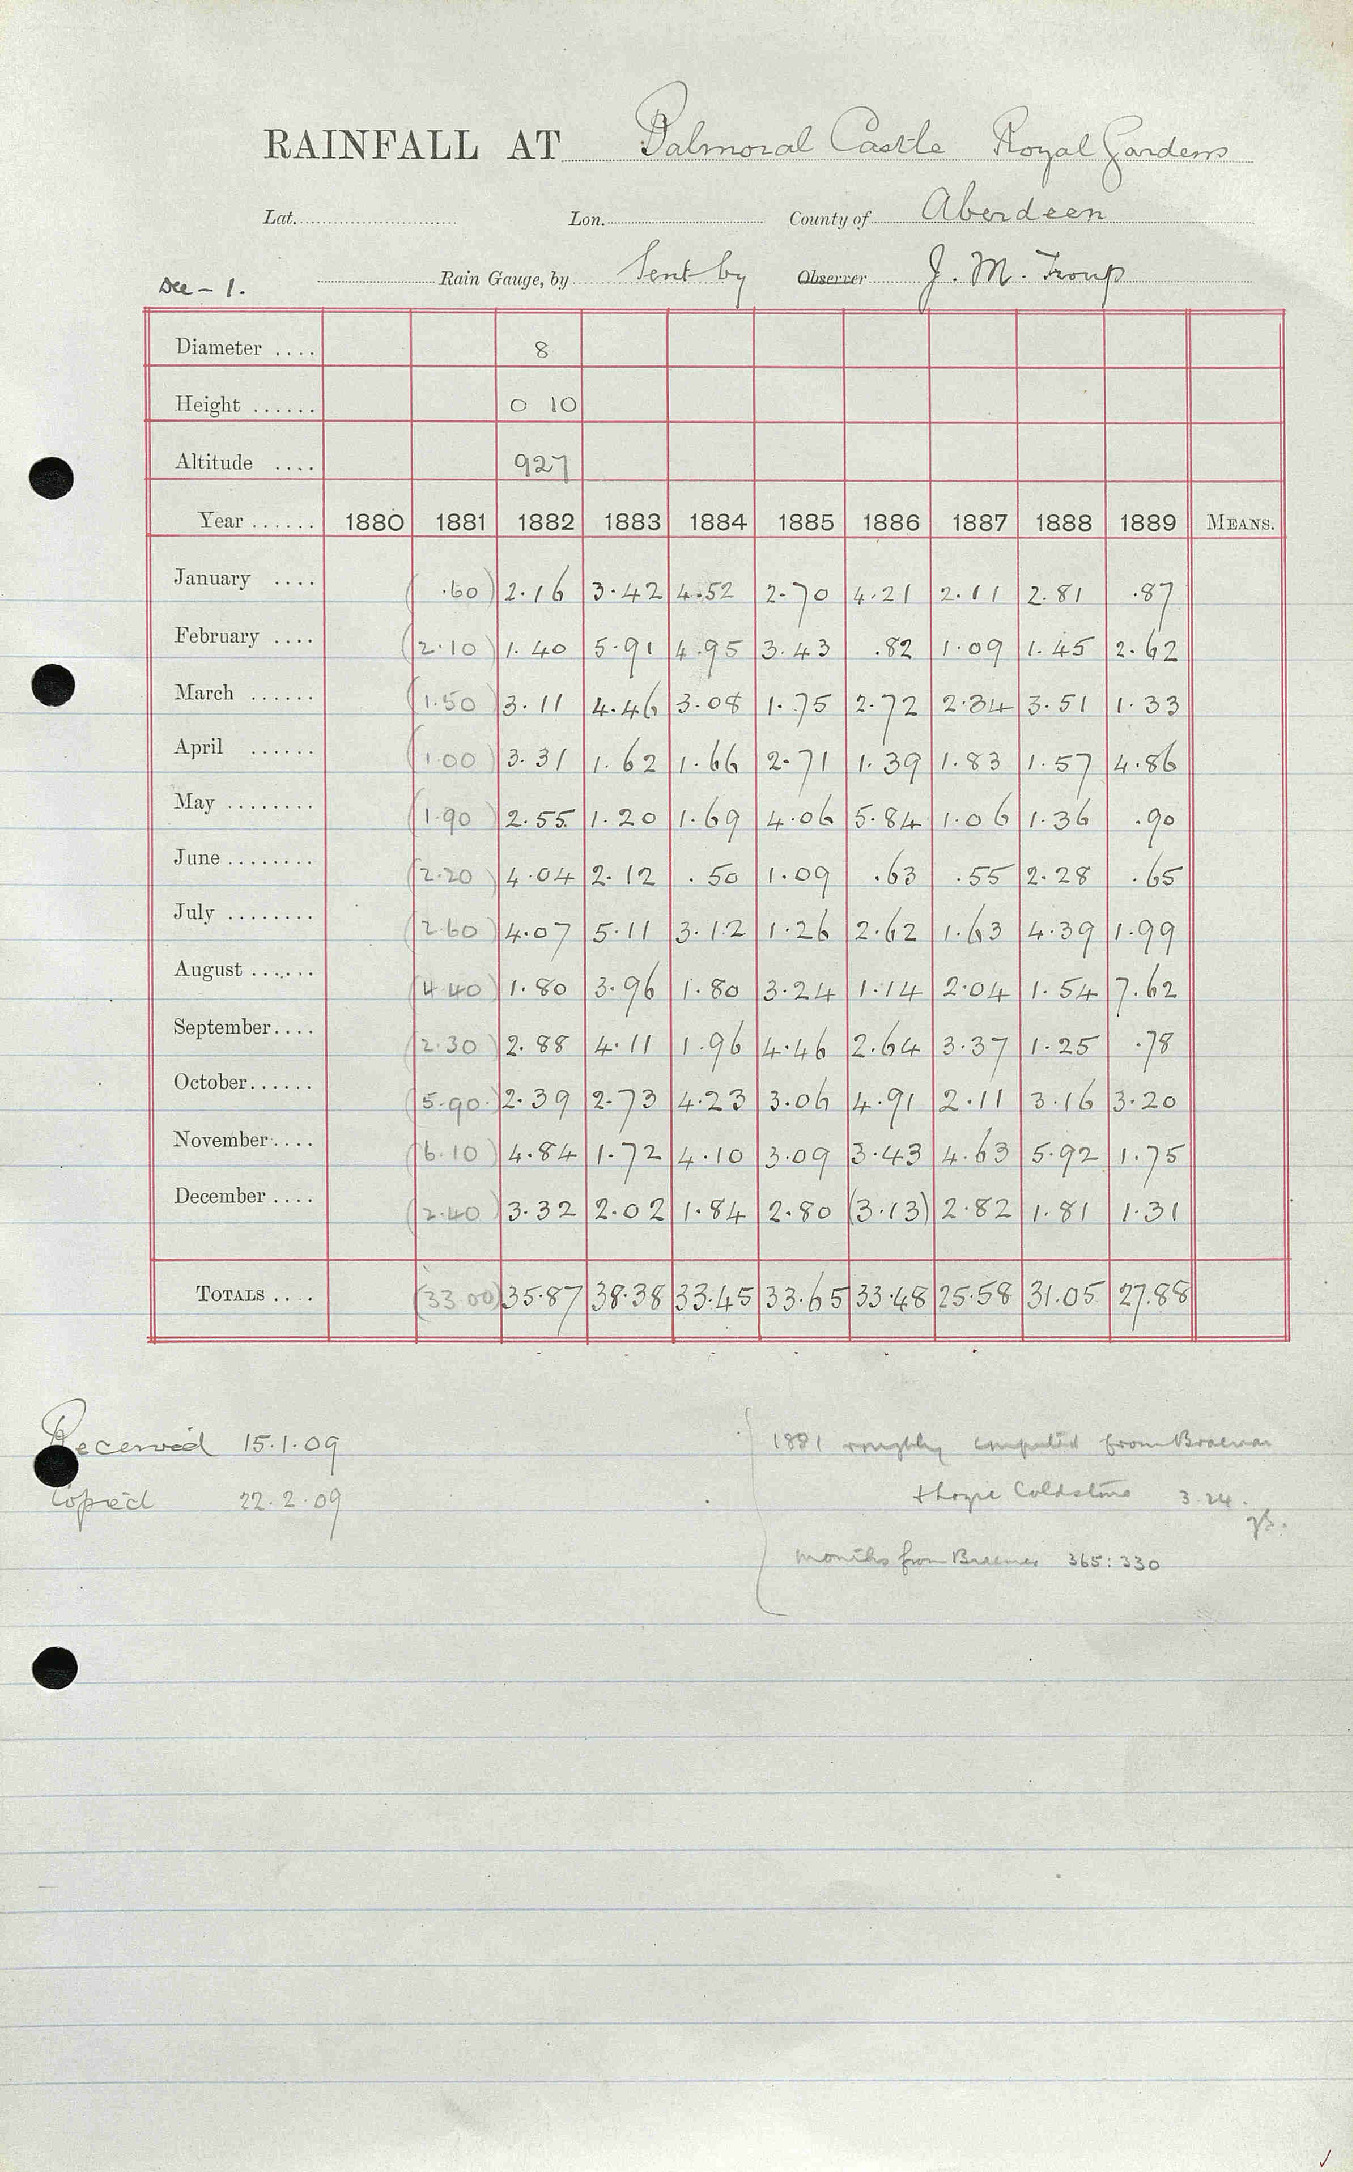 RAINFALL AT Balmoral Castle Royal Gardens
Lat. Lon. County of Aberdeen
Dee - 1. Rain Gauge, by Sent by Observer J. M. Troup
Diameter .... 8
Height ...... 0 10
Altitude .... 927
Year ...... 1880 1881 1882 1883 1884 1885 1886 1887 1888 1889 MEANS.
January .... (.60) 2.16 3.42 4.52 2.70 4.21 2.11 2.81 .87
February .... (2.10) 1.40 5.91 4.95 3.43 .82 1.09 1.45 2.62
March ...... (1.50) 3.11 4.46 3.08 1.75 2.72 2.34 3.51 1.33
April ...... (1.00) 3.31 1.62 1.66 2.71 1.39 1.83 1.57 4.86
May ........ (1.90) 2.55 1.20 1.69 4.06 5.84 1.06 1.36 .90
June ........ (2.20) 4.04 2.12 .50 1.09 .63 .55 2.28 .65
July ........ (2.60) 4.07 5.11 3.12 1.26 2.62 1.63 4.39 1.99
August ...... (4.40) 1.80 3.96 1.80 3.24 1.14 2.04 1.54 7.62
September.... (2.30) 2.88 4.11 1.96 4.46 2.64 3.37 1.25 .78
October...... (5.90) 2.39 2.73 4.23 3.06 4.91 2.11 3.16 3.20
November.... (6.10) 4.84 1.72 4.10 3.09 3.43 4.63 5.92 1.75
December .... (2.40) 3.32 2.02 1.84 2.80 (3.13) 2.82 1.81 1.31
TOTALS .... (33.00) 35.87 38.38 33.45 33.65 33.48 25.58 31.05 27.88
Received 15.1.09
1881 roughly computed from Braemar
+ Logie Coldstone 3.24.
Copied 22.2.09
months from Braemar 365:330